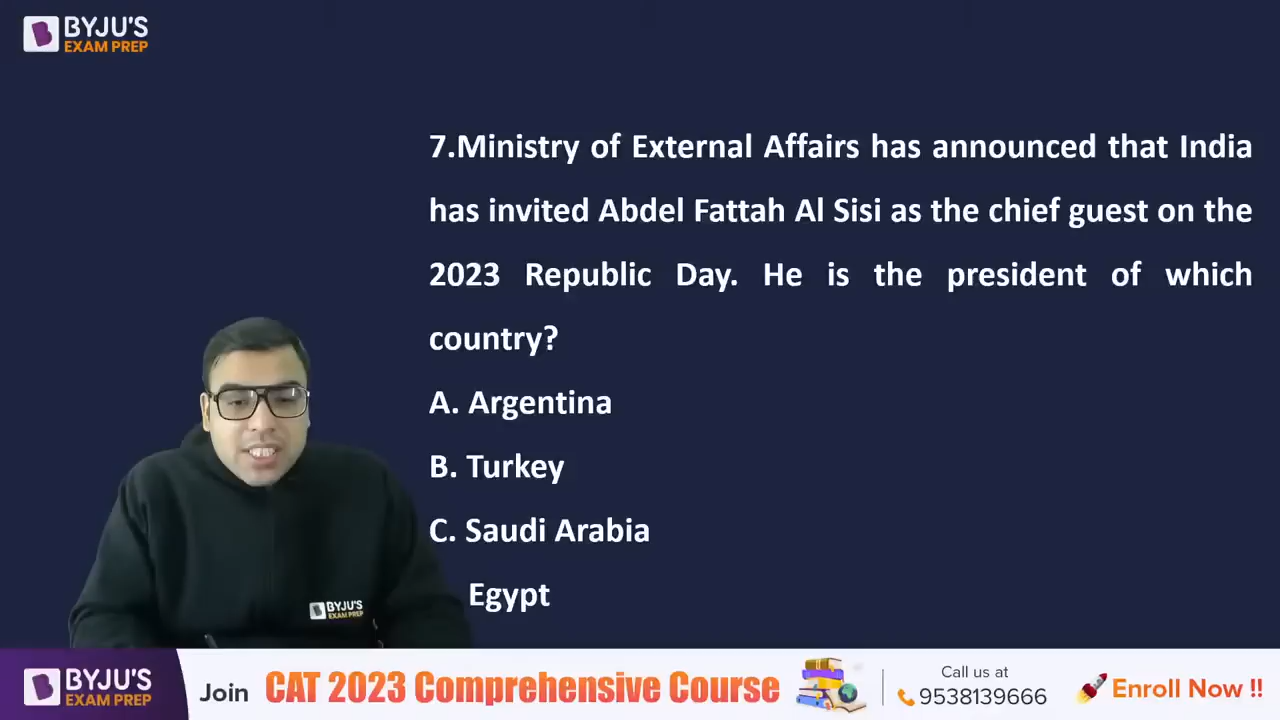 BYJU'S
EXAM PREP
7.Ministry of External Affairs has announced that India
has invited Abdel Fattah Al Sisi as the chief guest on the
2023 Republic Day. He is the president of which
country?
A. Argentina
B. Turkey
C. Saudi Arabia
Egypt
BYJU'S
EXAM PREP
BYJU'S
EXAM PREP
Join CAT 2023 Comprehensive Course
Call us at
9538139666
Enroll Now !!